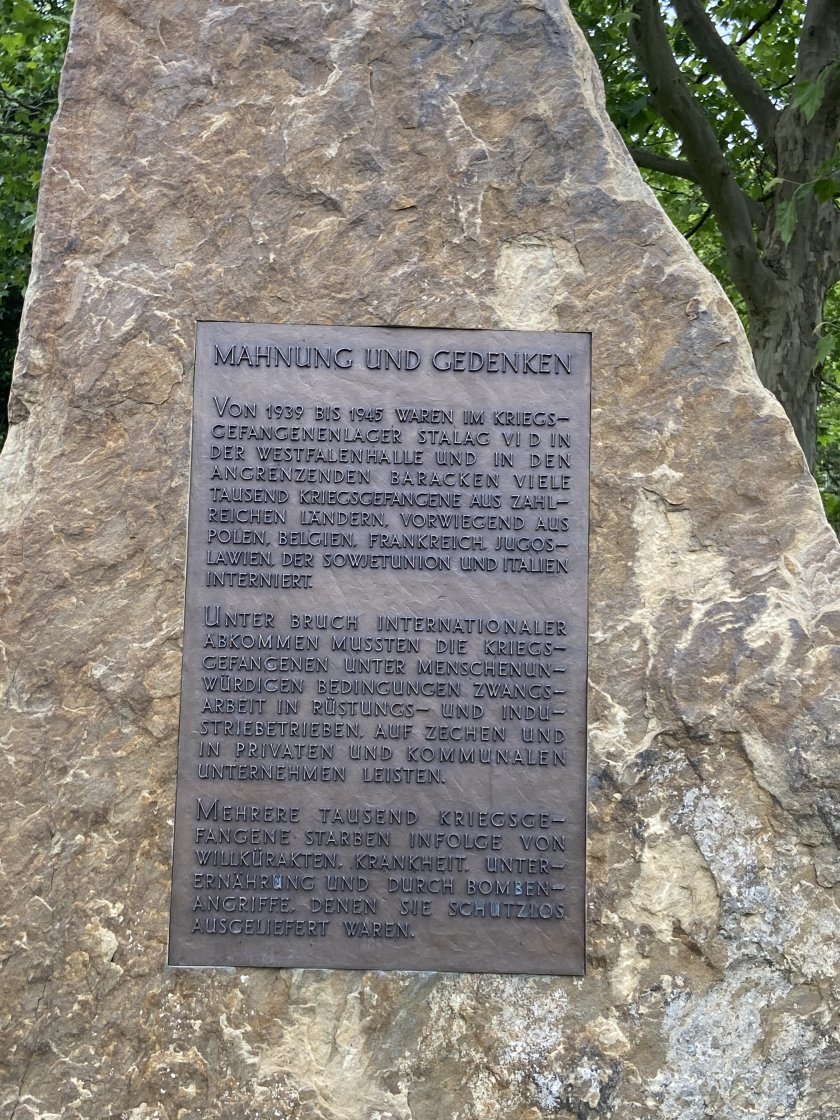 MAHNUNG UND GEDENKEN
VON 1939 BIS 1945 WAREN IM KRIEGS-
GEFANGENENLAGER STALAG VI D IN
DER WESTFALENHALLE UND IN DEN
ANGRENZENDEN BARACKEN VIELE
TAUSEND KRIEGSGEFANGENE AUS ZAHL-
REICHEN LÄNDERN, VORWIEGEND AUS
POLEN, BELGIEN, FRANKREICH, JUGOS-
LAWIEN, DER SOWJETUNION UND ITALIEN
INTERNIERT.
UNTER BRUCH INTERNATIONALER
ABKOMMEN MUSSTEN DIE KRIEGS-
GEFANGENEN UNTER MENSCHENUN-
WÜRDIGEN BEDINGUNGEN ZWANGS-
ARBEIT IN RÜSTUNGS- UND INDU-
STRIEBETRIEBEN, AUF ZECHEN UND
IN PRIVATEN UND KOMMUNALEN
UNTERNEHMEN LEISTEN.
MEHRERE TAUSEND KRIEGSGE-
FANGENE STARBEN INFOLGE VON
WILLKÜRAKTEN, KRANKHEIT, UNTER-
ERNÄHRUNG UND DURCH BOMBEN-
ANGRIFFE, DENEN SIE SCHUTZLOS
AUSGELIEFERT WAREN.